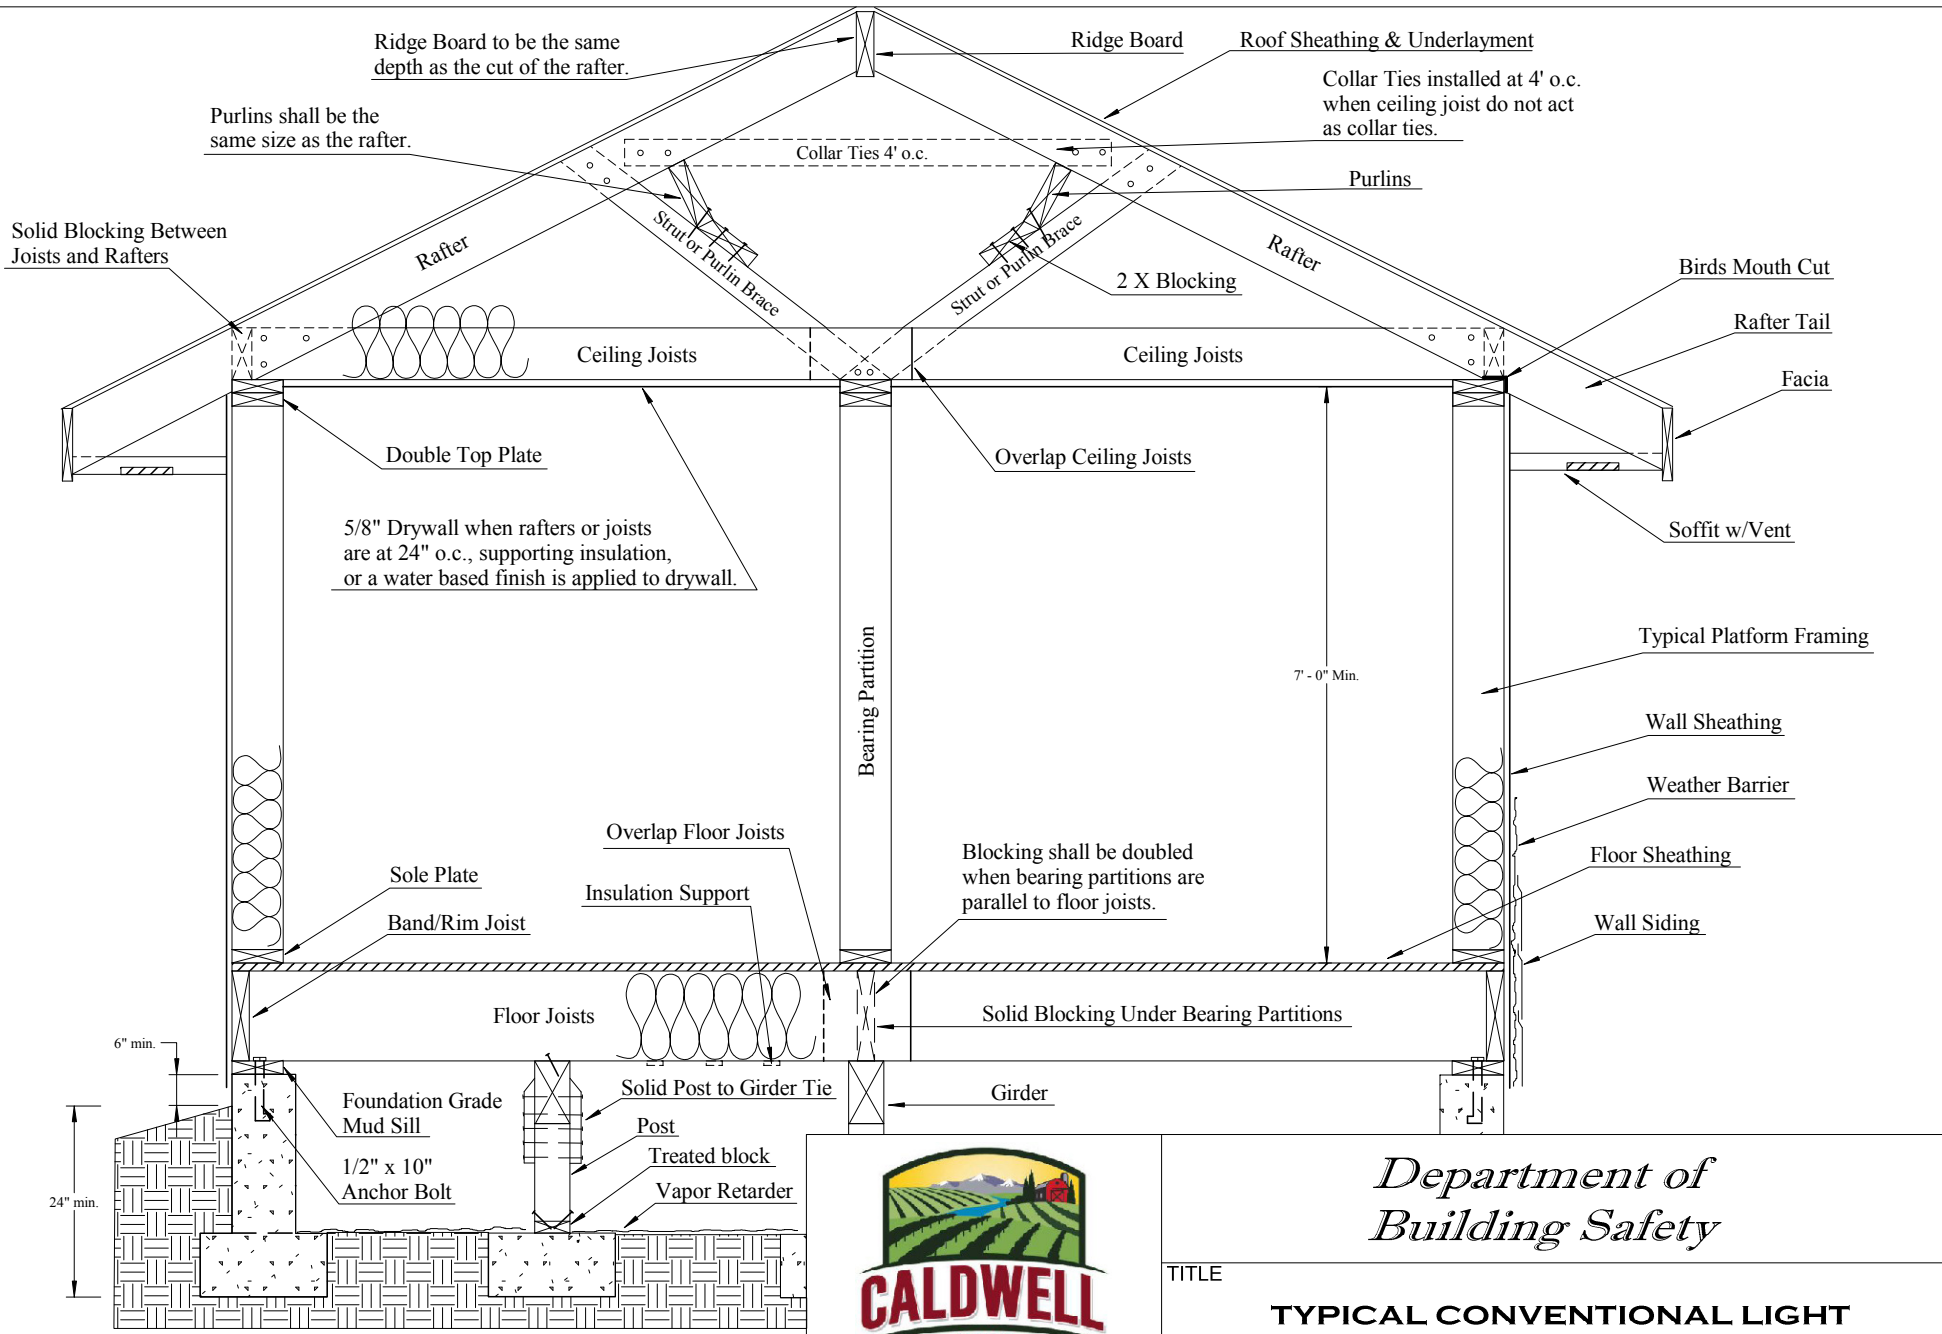 Ridge Board to be the same
depth as the cut of the rafter.
Ridge Board
Roof Sheathing & Underlayment
Collar Ties installed at 4' o.c.
when ceiling joist do not act
as collar ties.
Purlins shall be the
same size as the rafter.
Collar Ties 4' o.c.
Purlins
Solid Blocking Between
Joists and Rafters
Rafter
Strut or Purlin Brace
Strut or Purlin Brace
Rafter
2 X Blocking
Birds Mouth Cut
Rafter Tail
Facia
Ceiling Joists
Ceiling Joists
Double Top Plate
Overlap Ceiling Joists
Soffit w/Vent
5/8" Drywall when rafters or joists
are at 24" o.c., supporting insulation,
or a water based finish is applied to drywall.
Bearing Partition
7' - 0" Min.
Typical Platform Framing
Wall Sheathing
Weather Barrier
Floor Sheathing
Wall Siding
Overlap Floor Joists
Blocking shall be doubled
when bearing partitions are
parallel to floor joists.
Sole Plate
Insulation Support
Band/Rim Joist
Floor Joists
Solid Blocking Under Bearing Partitions
6" min.
Foundation Grade
Mud Sill
Solid Post to Girder Tie
Girder
Post
1/2" x 10"
Anchor Bolt
Treated block
Vapor Retarder
24" min.
CALDWELL
Department of
Building Safety
TITLE
TYPICAL CONVENTIONAL LIGHT